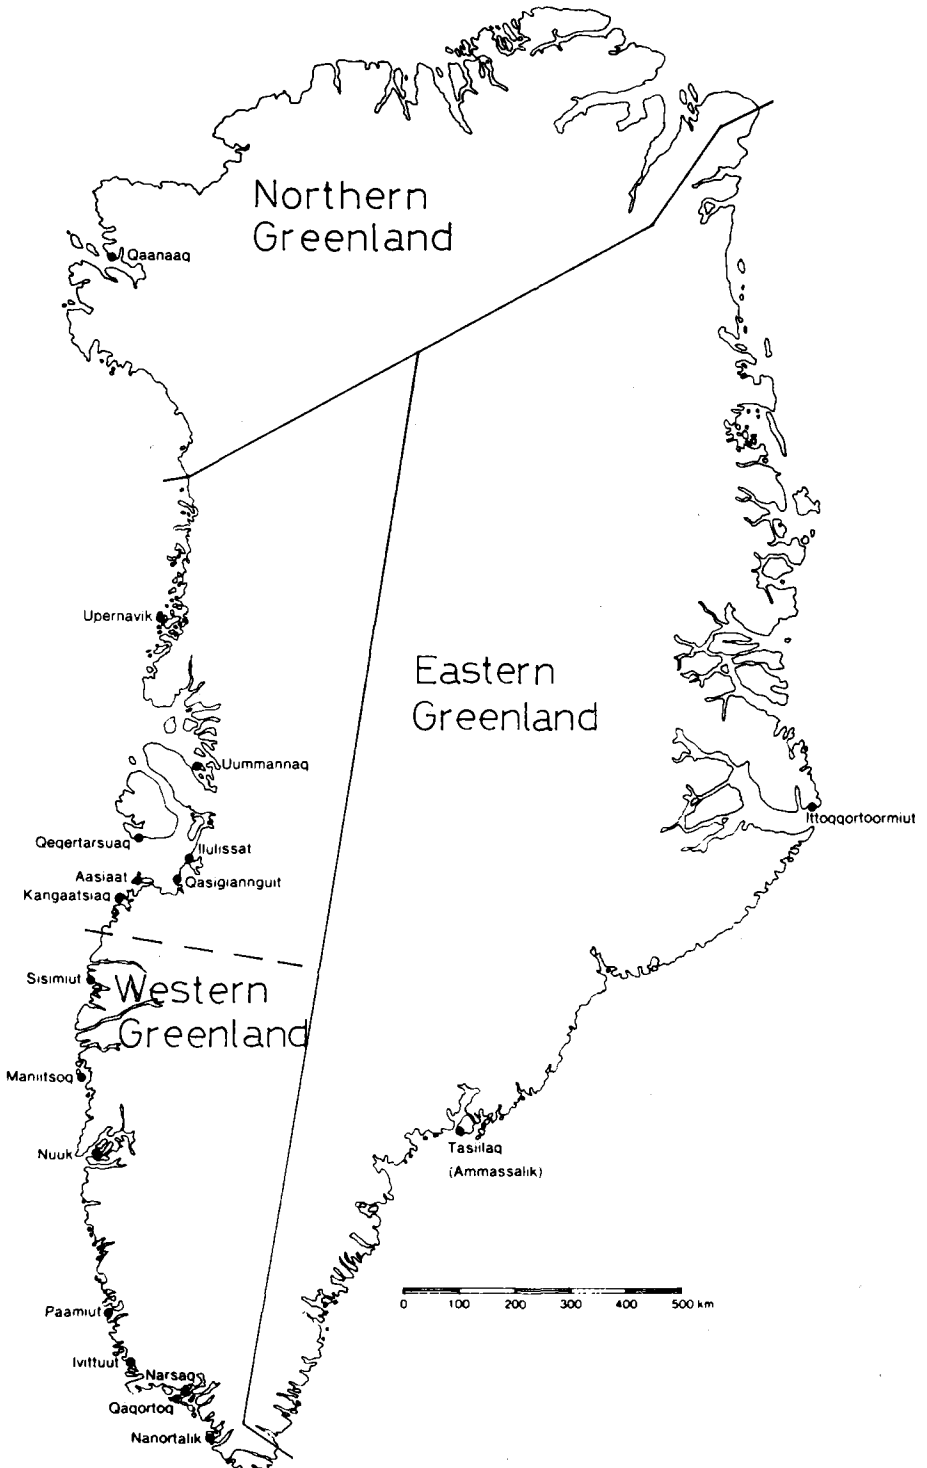 Northern
Greenland
Qaanaaq
Upernavik
Eastern
Greenland
Uummannaq
Ittoqqortoormiut
Qeqertarsuaq
Ilulissat
Aasiaat
Qasigiannguit
Kangaatsiaq
Sisimiut
Western
Greenland
Maniitsoq
Nuuk
Tasiilaq
(Ammassalik)
0 100 200 300 400 500 km
Paamiut
Ivittuut
Narsaq
Qaqortoq
Nanortalik